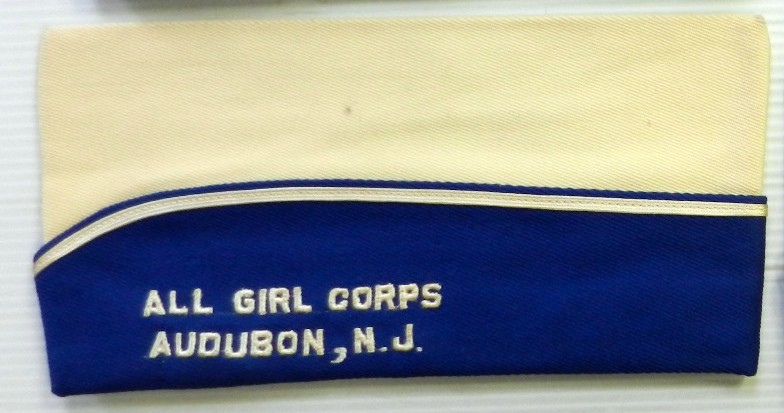 ALL GIRL CORPS
AUDUBON, N.J.